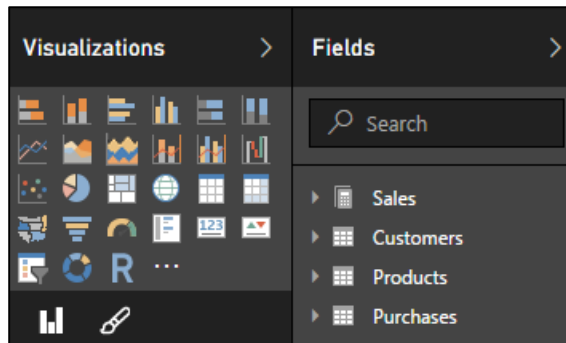 Visualizations
Fields
Search
Sales
Customers
Products
Purchases
123
R